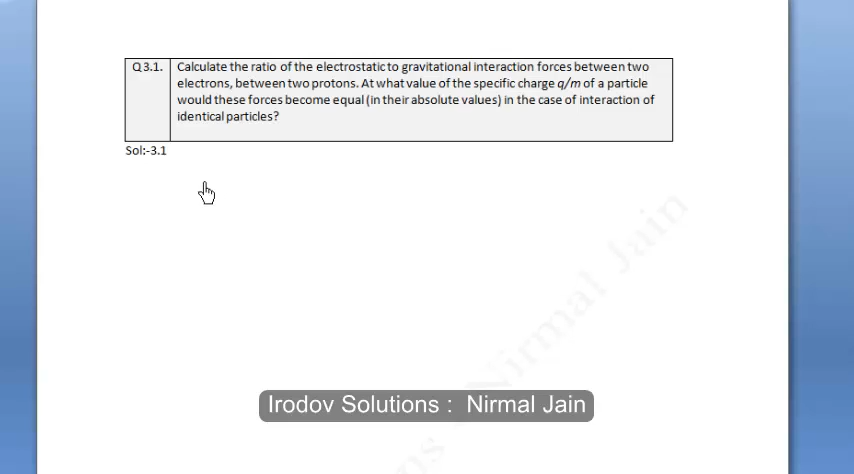 Q3.1. Calculate the ratio of the electrostatic to gravitational interaction forces between two
electrons, between two protons. At what value of the specific charge q/m of a particle
would these forces become equal (in their absolute values) in the case of interaction of
identical particles?
Sol:-3.1
Nirmal Jain
Irodov Solutions : Nirmal Jain